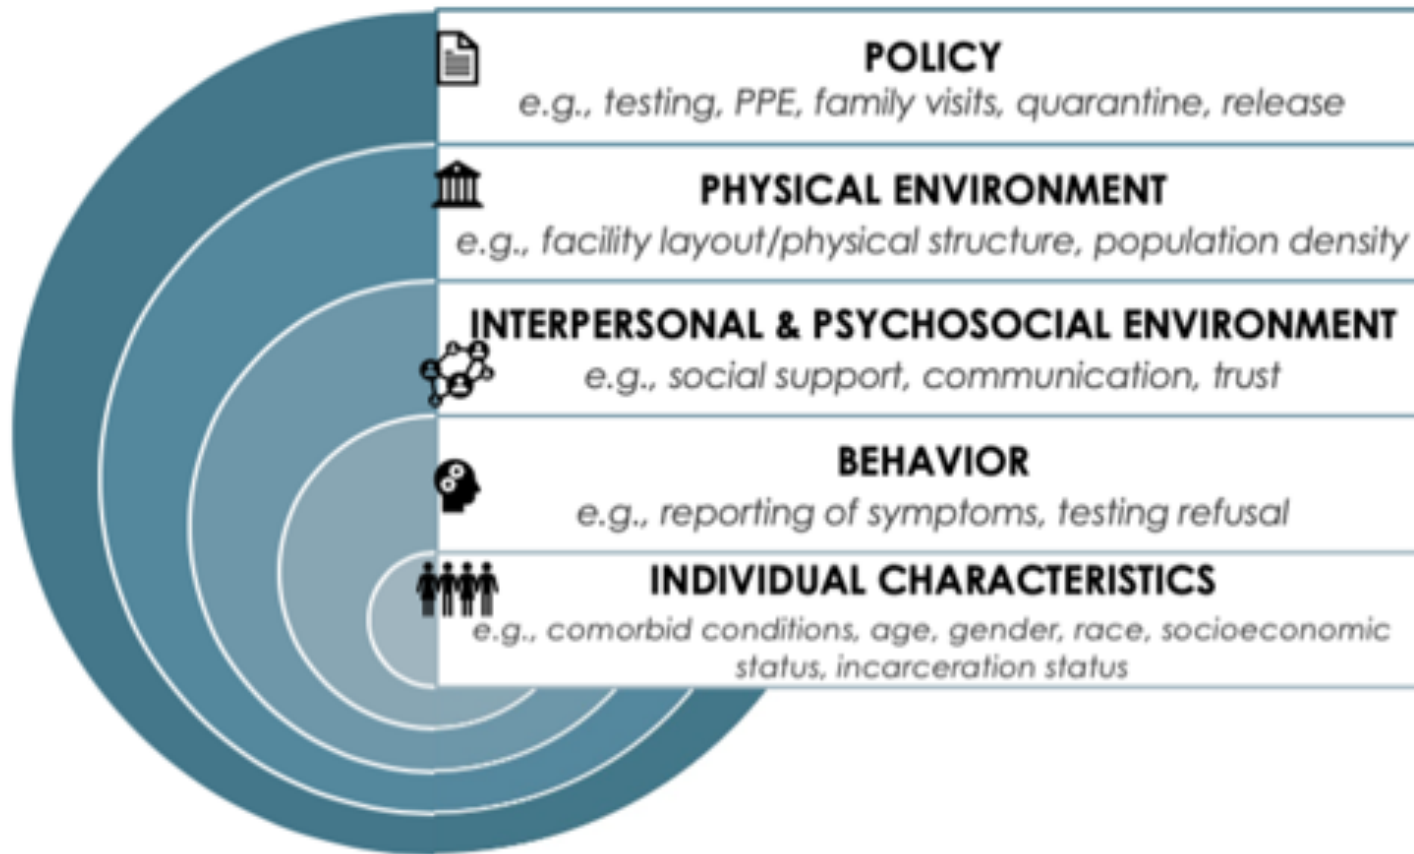 POLICY
e.g., testing, PPE, family visits, quarantine, release
PHYSICAL ENVIRONMENT
e.g., facility layout/physical structure, population density
INTERPERSONAL & PSYCHOSOCIAL ENVIRONMENT
e.g., social support, communication, trust
BEHAVIOR
e.g., reporting of symptoms, testing refusal
INDIVIDUAL CHARACTERISTICS
e.g., comorbid conditions, age, gender, race, socioeconomic
status, incarceration status